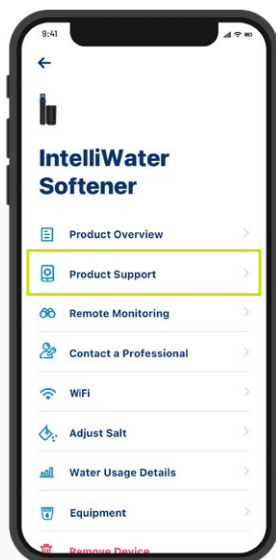 9:41
IntelliWater
Softener
Product Overview
Product Support
Remote Monitoring
Contact a Professional
WiFi
Adjust Salt
Water Usage Details
Equipment
Remove Device